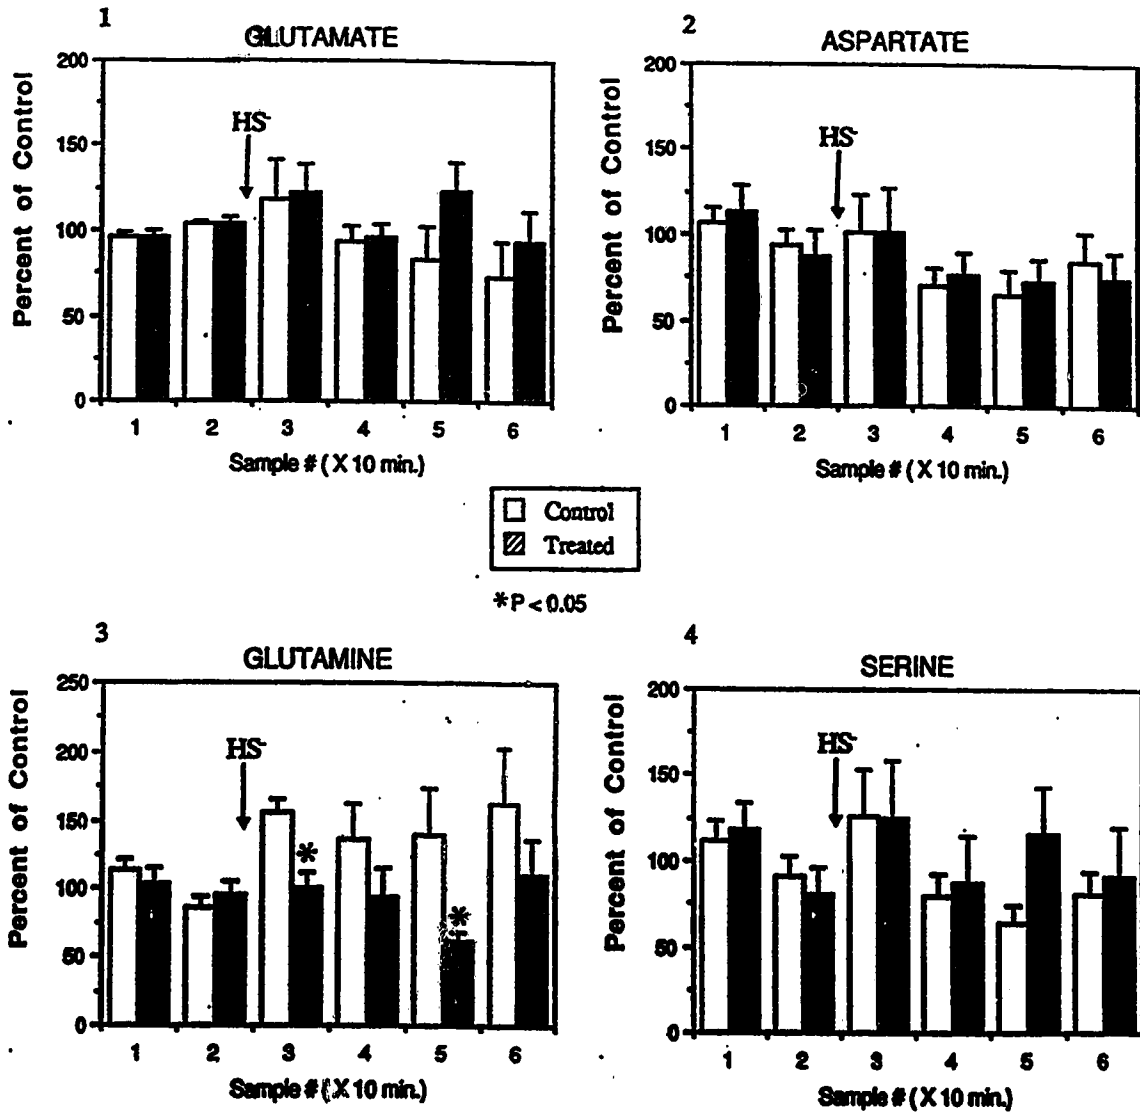 1
GLUTAMATE
Percent of Control
200
150
100
50
0
HS-
1 2 3 4 5 6
Sample # ( X 10 min.)
2
ASPARTATE
Percent of Control
200
150
100
50
0
HS-
1 2 3 4 5 6
Sample # ( X 10 min.)
Control
Treated
*P < 0.05
3
GLUTAMINE
Percent of Control
250
200
150
100
50
0
HS-
*
*
1 2 3 4 5 6
Sample # ( X 10 min.)
4
SERINE
Percent of Control
200
150
100
50
0
HS-
1 2 3 4 5 6
Sample # ( X 10 min.)